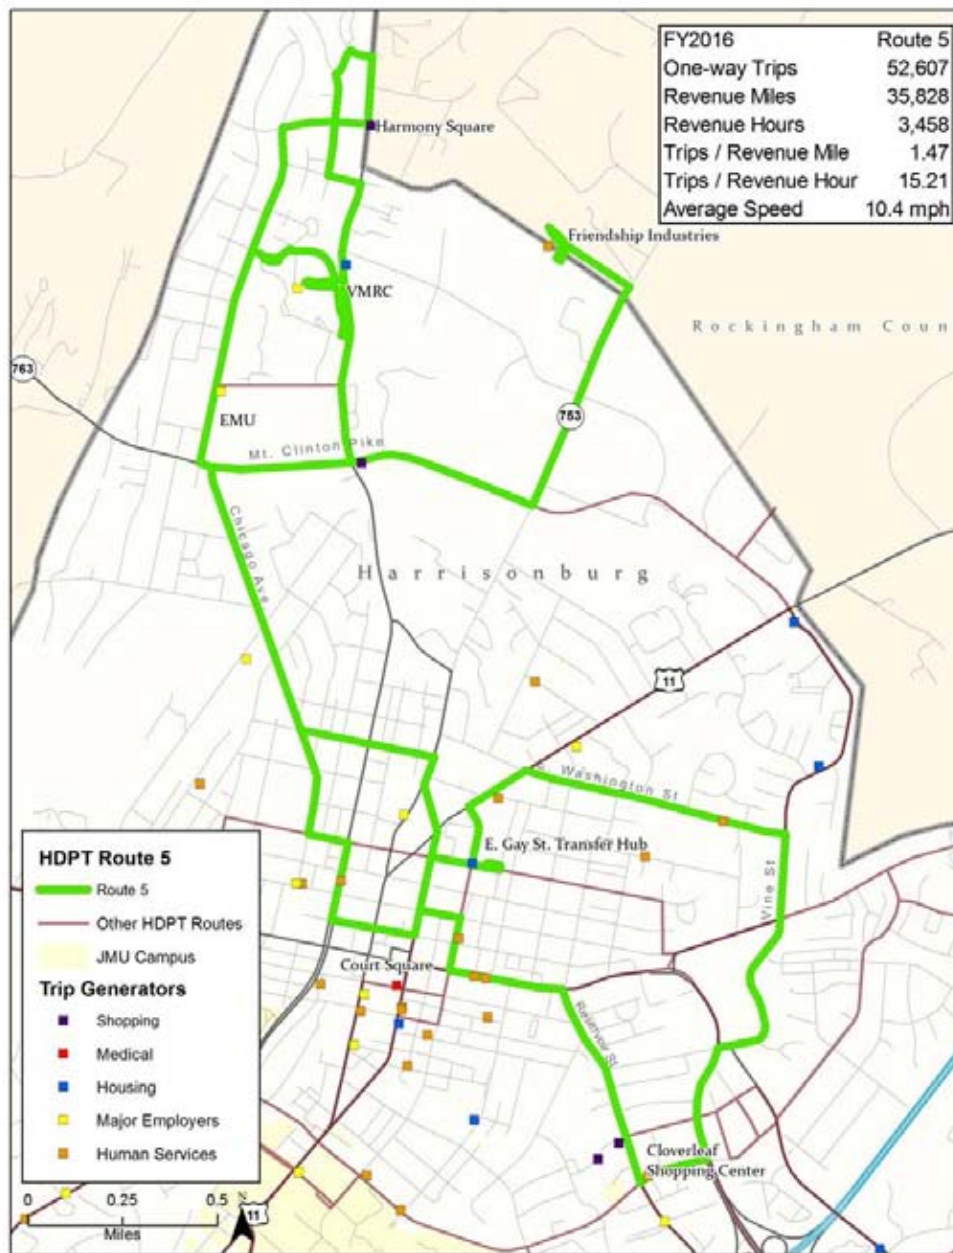 FY2016 Route 5
One-way Trips 52,607
Revenue Miles 35,828
Revenue Hours 3,458
Trips / Revenue Mile 1.47
Trips / Revenue Hour 15.21
Average Speed 10.4 mph
Harmony Square
Friendship Industries
VMRC
Rockingham Coun
763
753
EMU
Mt. Clinton Pike
Chicago Ave
Harrisonburg
11
E. Washington St
E. Gay St. Transfer Hub
Vine St
Court Square
Reservoir St
Cloverleaf
Shopping Center
HDPT Route 5
Route 5
Other HDPT Routes
JMU Campus
Trip Generators
Shopping
Medical
Housing
Major Employers
Human Services
0 0.25 0.5
Miles
N
11